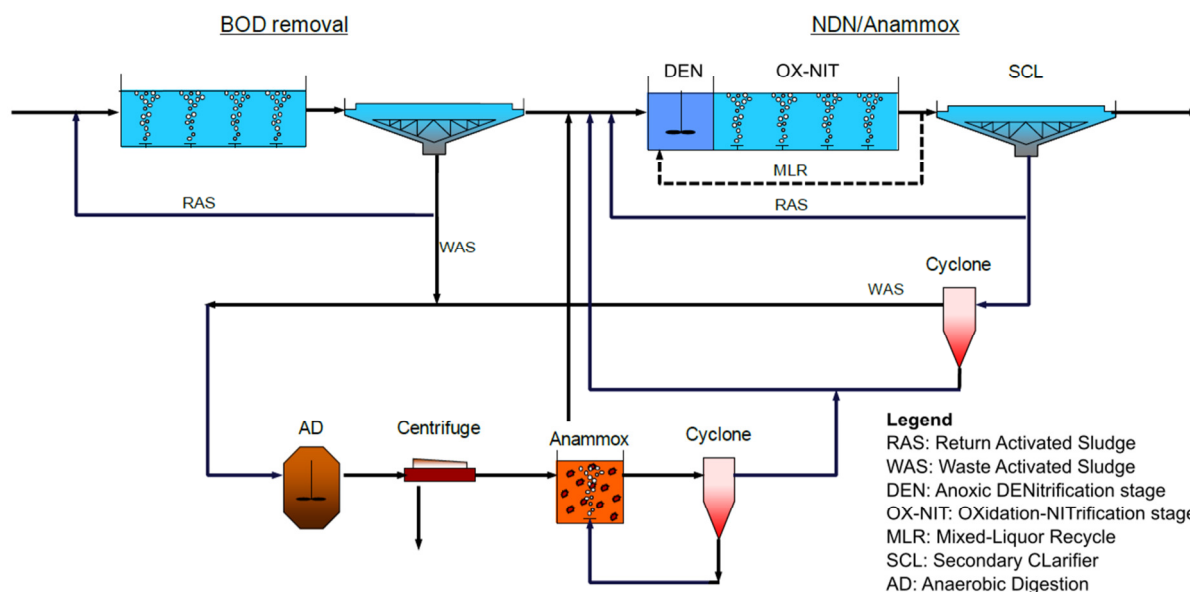 BOD removal
NDN/Anammox
DEN
OX-NIT
SCL
MLR
RAS
RAS
WAS
Cyclone
WAS
AD
Centrifuge
Anammox
Cyclone
Legend
RAS: Return Activated Sludge
WAS: Waste Activated Sludge
DEN: Anoxic DENitrification stage
OX-NIT: OXidation-NITrification stage
MLR: Mixed-Liquor Recycle
SCL: Secondary CLarifier
AD: Anaerobic Digestion